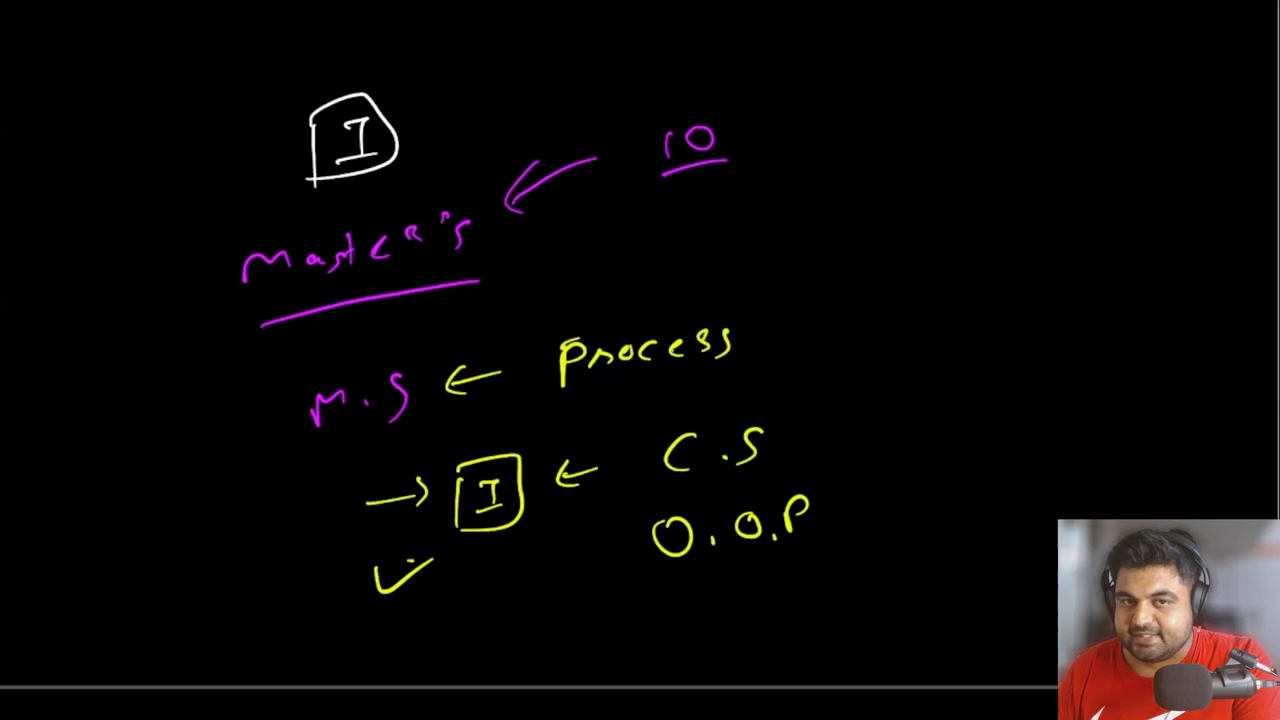 I
10
Master's
M.S ← Process
→ I ← C.S
O.O.P